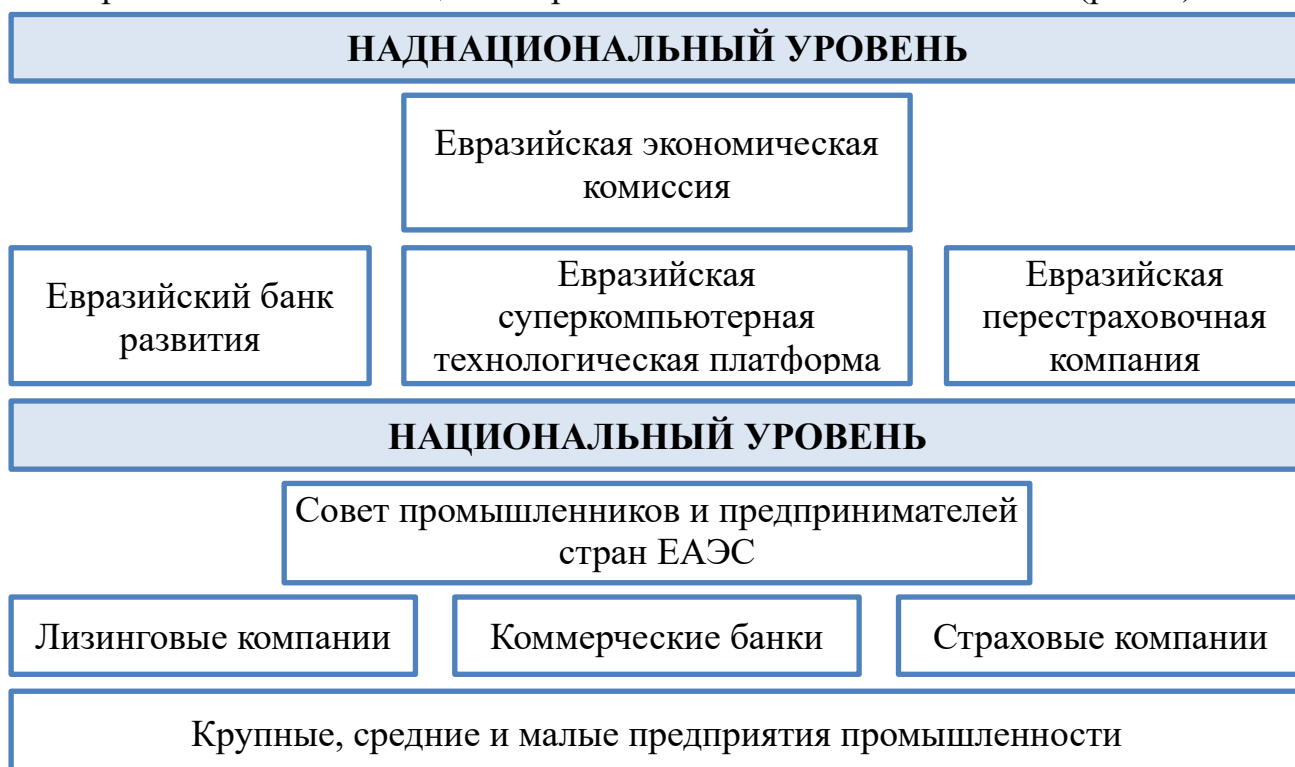 НАДНАЦИОНАЛЬНЫЙ УРОВЕНЬ
Евразийская экономическая
комиссия
Евразийский банк
развития
Евразийская
суперкомпьютерная
технологическая платформа
Евразийская
перестраховочная
компания
НАЦИОНАЛЬНЫЙ УРОВЕНЬ
Совет промышленников и предпринимателей
стран ЕАЭС
Лизинговые компании
Коммерческие банки
Страховые компании
Крупные, средние и малые предприятия промышленности